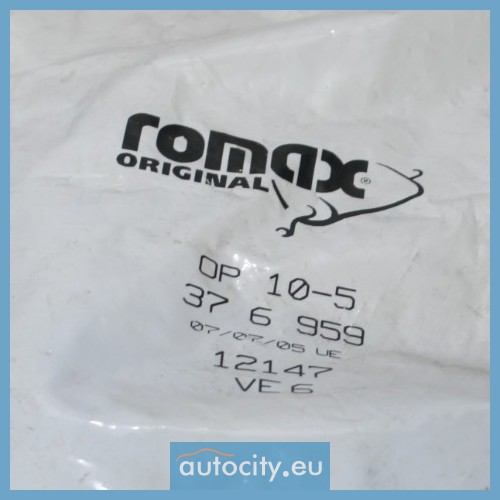 romax®
ORIGINAL
OP 10-5
37 6 959
07/07/05 UE
12147
VE 6
autocity.eu